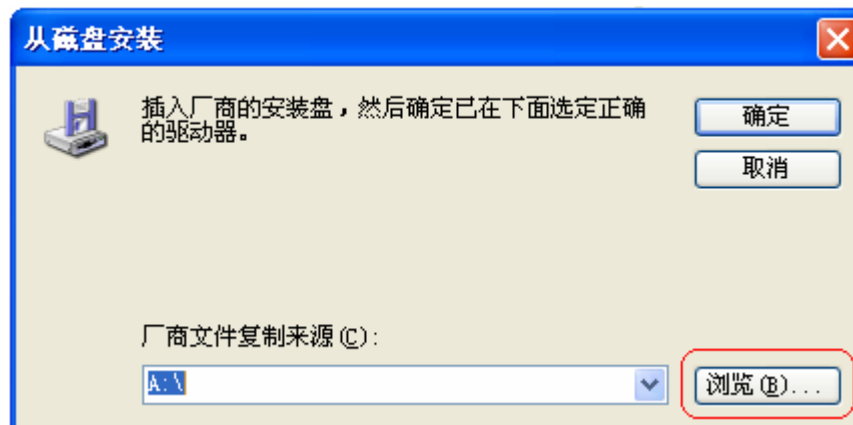 从磁盘安装
插入厂商的安装盘，然后确定已在下面选定正确
的驱动器。
确定
取消
厂商文件复制来源(C):
A:\
浏览(B)...